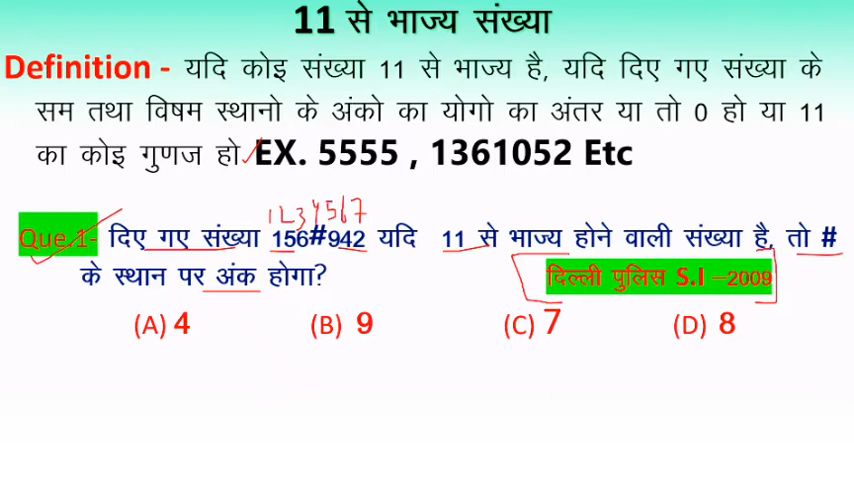 11 से भाज्य संख्या
Definition - यदि कोइ संख्या 11 से भाज्य है, यदि दिए गए संख्या के
सम तथा विषम स्थानो के अंको का योगो का अंतर या तो 0 हो या 11
का कोइ गुणज हो EX. 5555 , 1361052 Etc
1234567
Que.1- दिए गए संख्या 156#942 यदि 11 से भाज्य होने वाली संख्या है, तो #
के स्थान पर अंक होगा? दिल्ली पुलिस S.I –2009
(A) 4 (B) 9 (C) 7 (D) 8